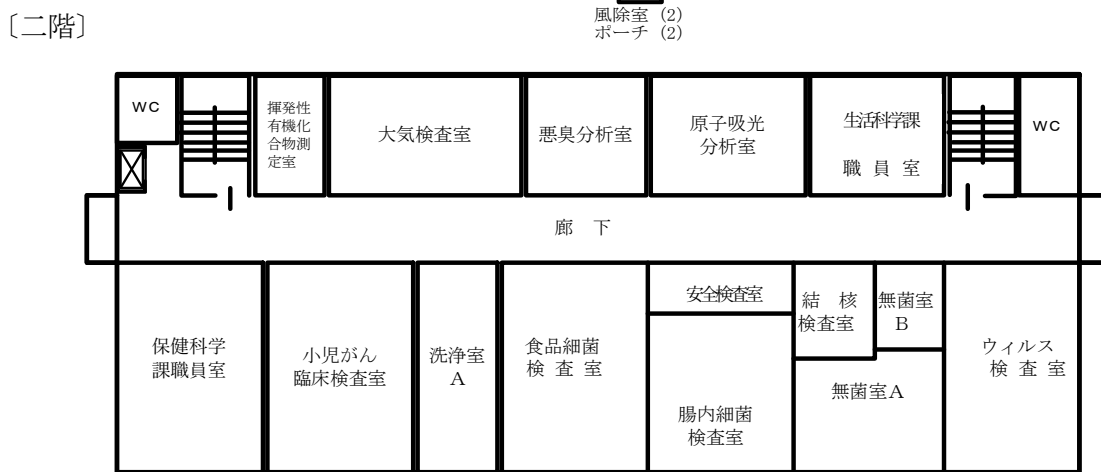 風除室 (2)
ポーチ (2)
〔二階〕
WC
揮発性
有機化
合物測
定室
大気検査室
悪臭分析室
原子吸光
分析室
生活科学課
職 員 室
WC
廊 下
保健科学
課職員室
小児がん
臨床検査室
洗浄室
A
食品細菌
検 査 室
安全検査室
腸内細菌
検査室
結 核
検査室
無菌室
B
無菌室A
ウィルス
検 査 室